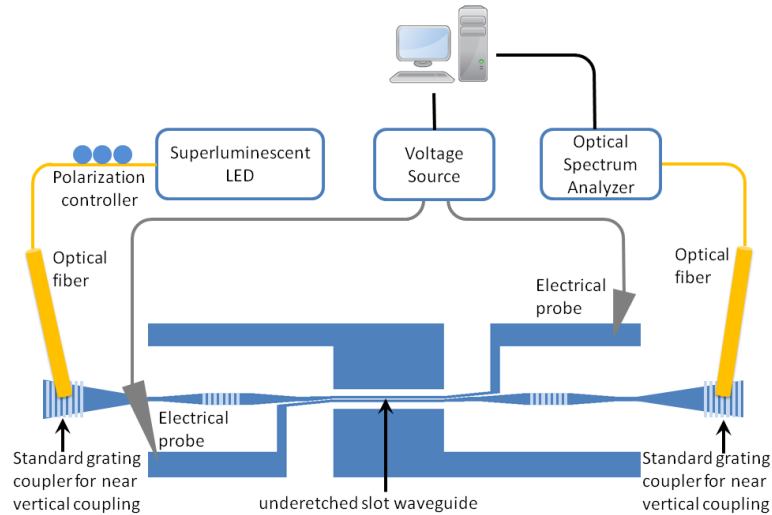 Superluminescent
LED
Voltage
Source
Optical
Spectrum
Analyzer
Polarization
controller
Optical
fiber
Optical
fiber
Electrical
probe
Electrical
probe
Standard grating
coupler for near
vertical coupling
underetched slot waveguide
Standard grating
coupler for near
vertical coupling